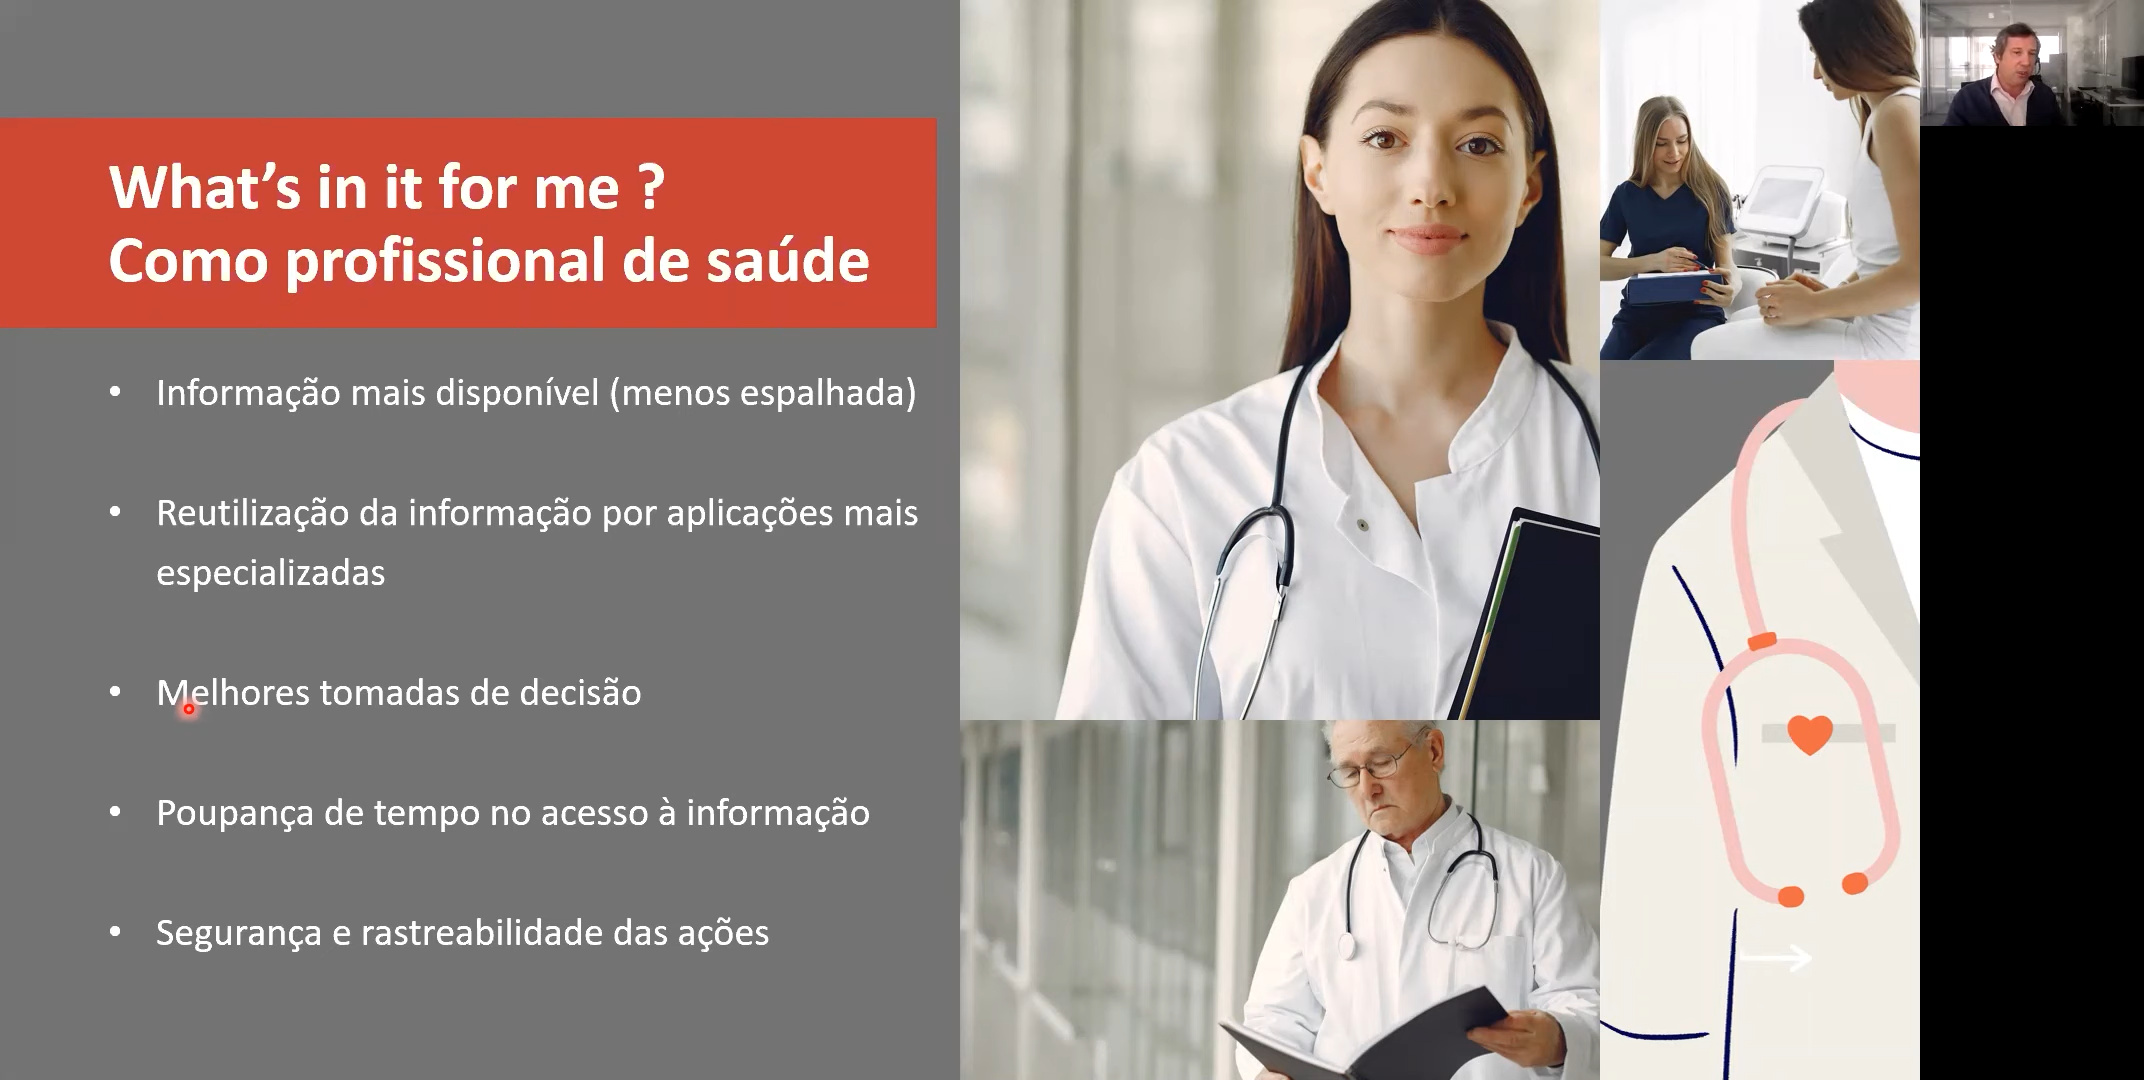 What’s in it for me ?
Como profissional de saúde
• Informação mais disponível (menos espalhada)
• Reutilização da informação por aplicações mais
especializadas
• Melhores tomadas de decisão
• Poupança de tempo no acesso à informação
• Segurança e rastreabilidade das ações